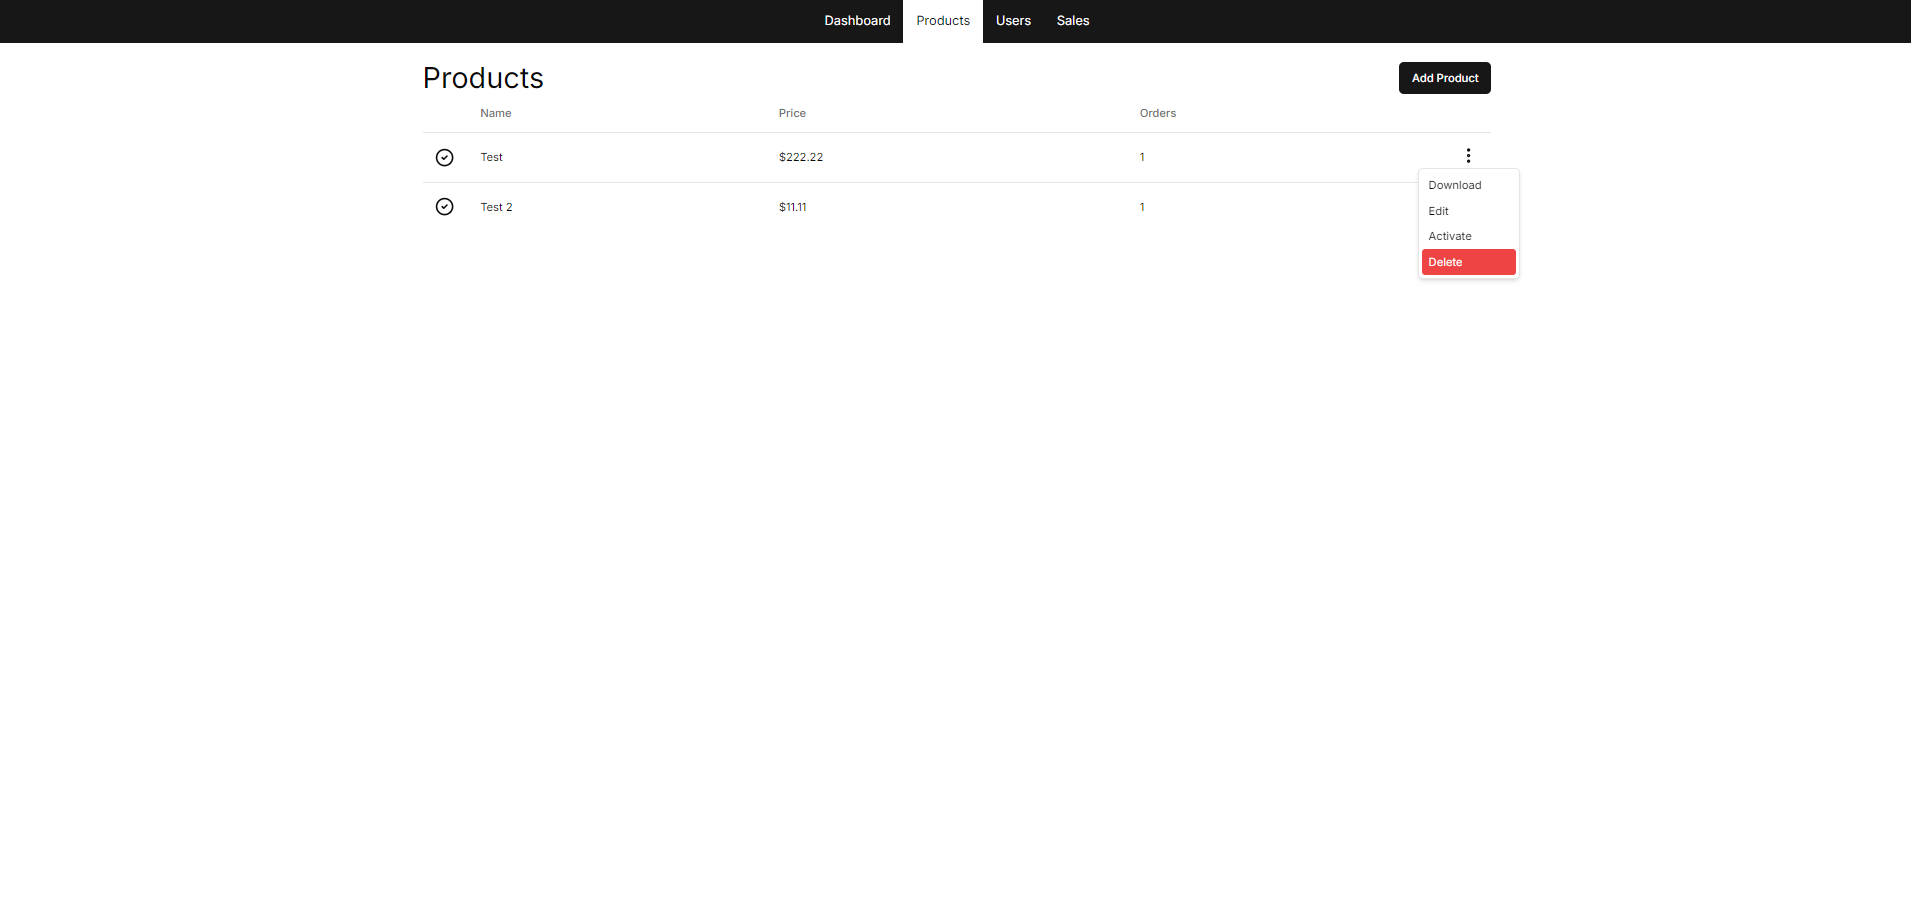 Dashboard Products Users Sales
Products Add Product
Name Price Orders
Test $222.22 1
Download
Test 2 $11.11 1
Edit
Activate
Delete